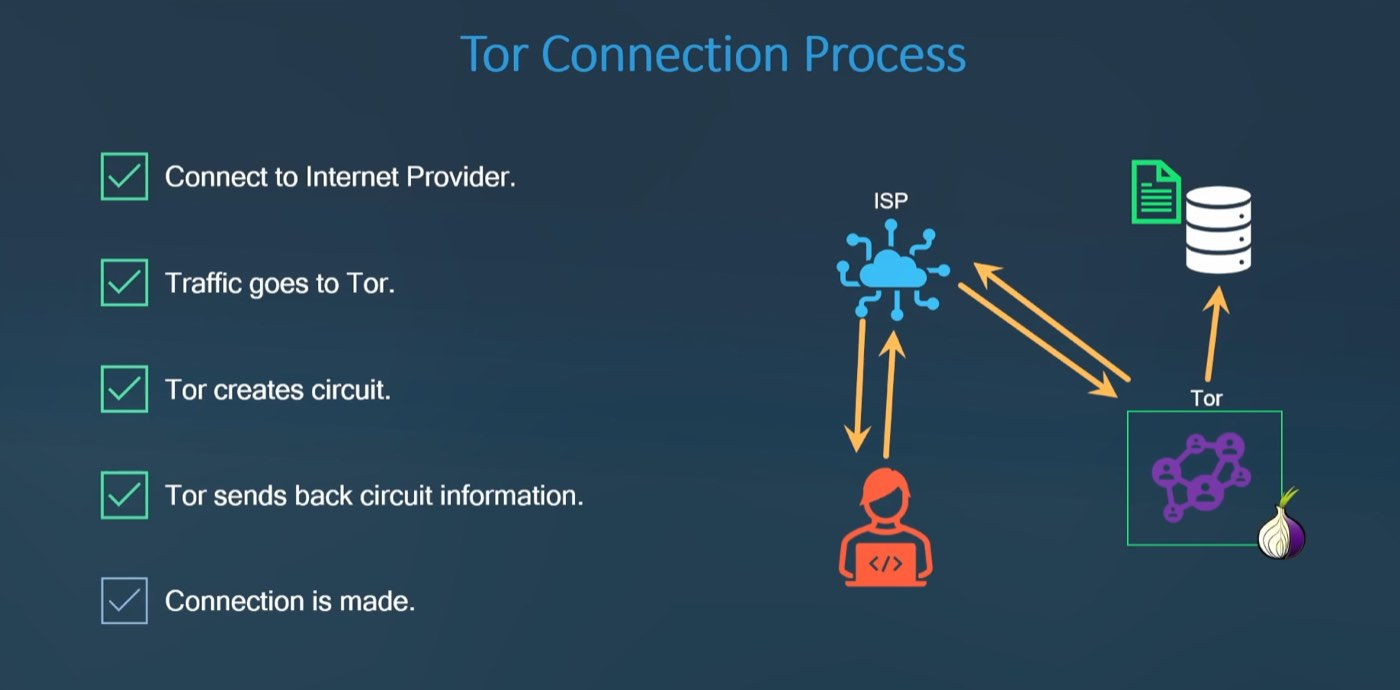 Tor Connection Process
Connect to Internet Provider.
Traffic goes to Tor.
Tor creates circuit.
Tor sends back circuit information.
Connection is made.
ISP
Tor
</>